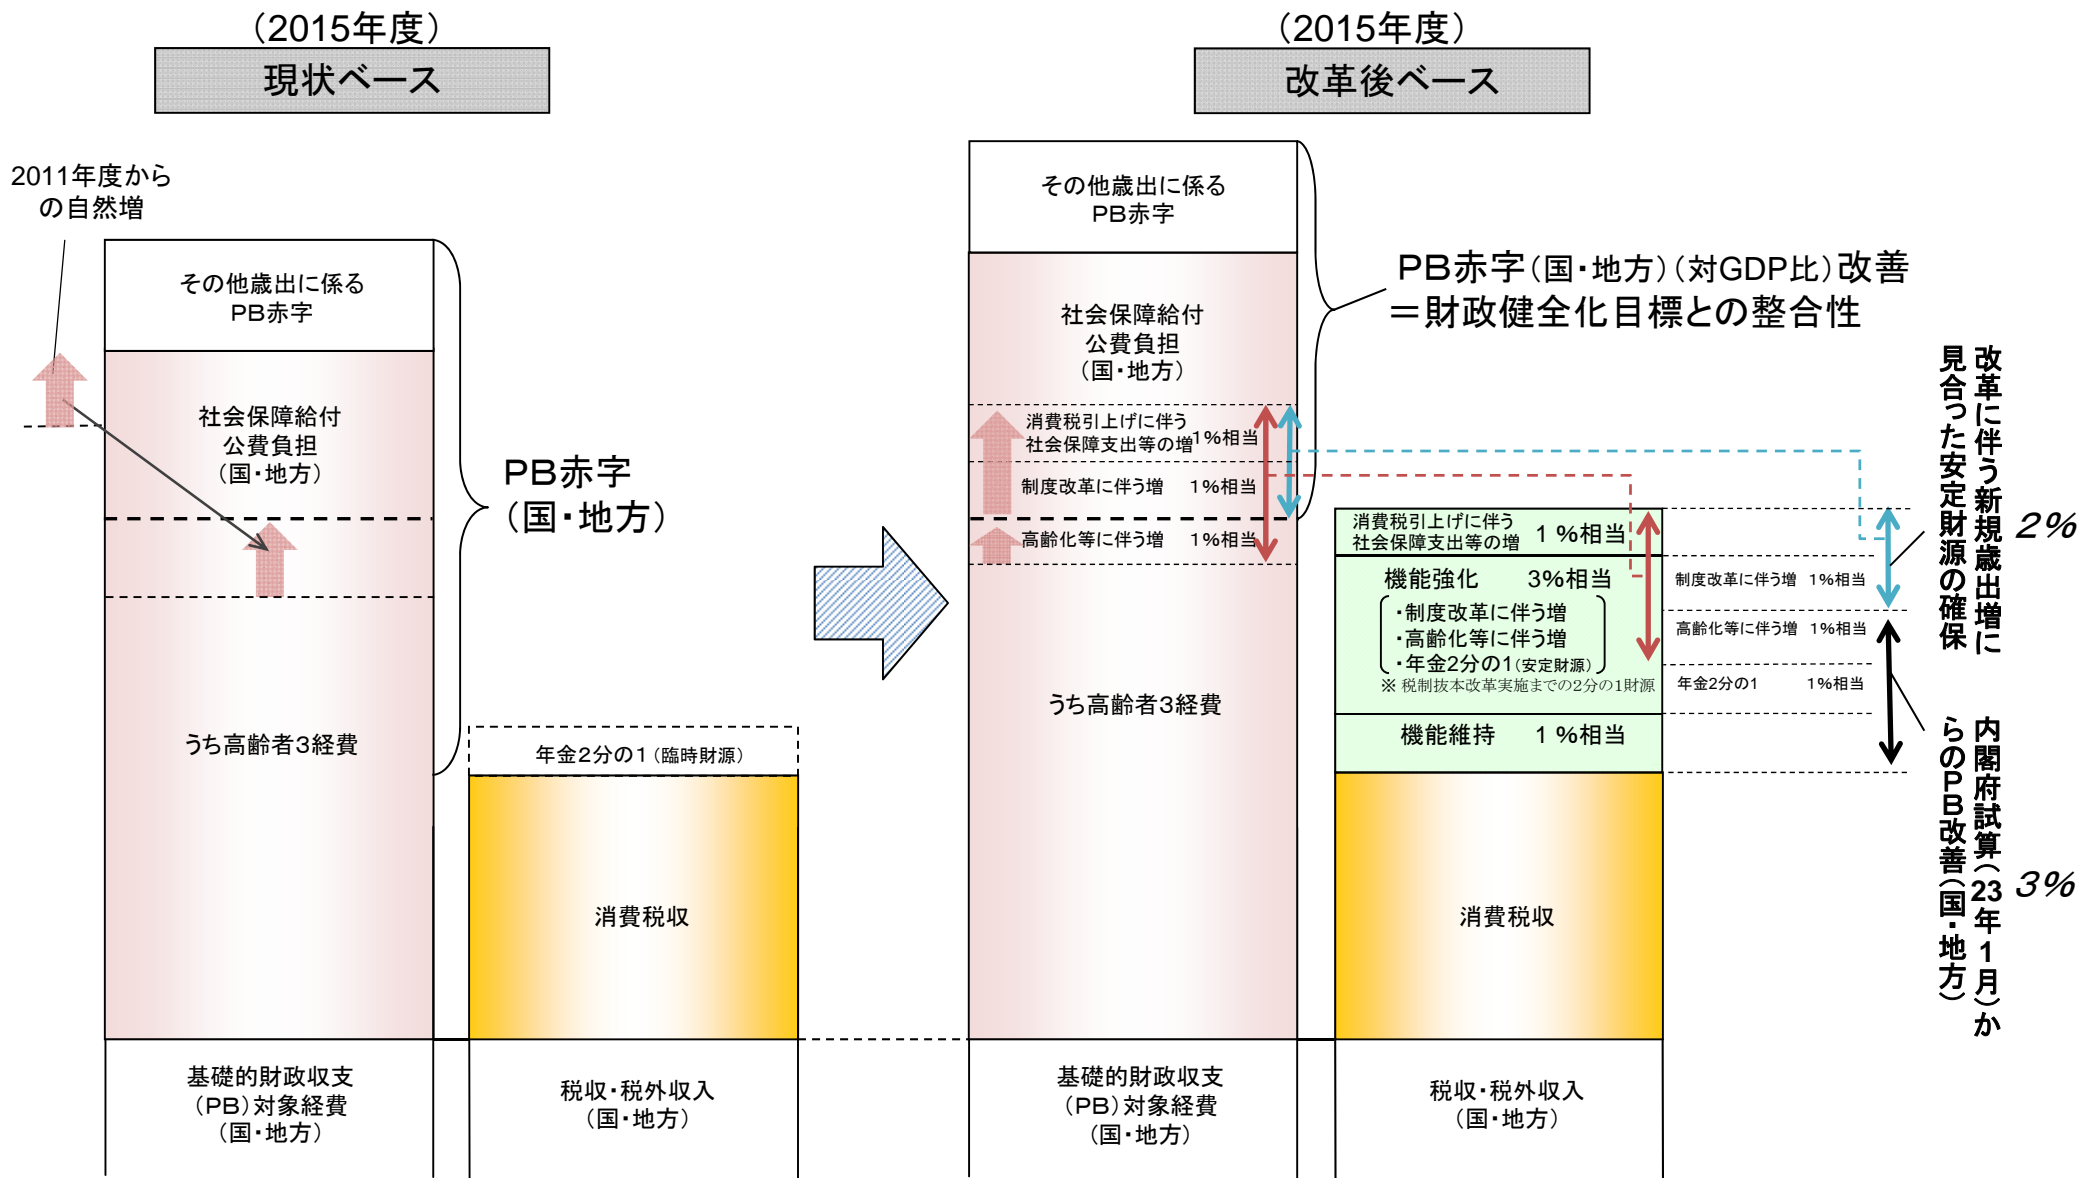 （2015年度）
現状ベース
2011年度から
の自然増
その他歳出に係る
ＰＢ赤字
社会保障給付
公費負担
（国・地方）
うち高齢者３経費
ＰＢ赤字
（国・地方）
年金2分の1（臨時財源）
消費税収
基礎的財政収支
（ＰＢ）対象経費
（国・地方）
税収・税外収入
（国・地方）
（2015年度）
改革後ベース
その他歳出に係る
ＰＢ赤字
社会保障給付
公費負担
（国・地方）
消費税引上げに伴う
社会保障支出等の増 1％相当
制度改革に伴う増 1％相当
高齢化等に伴う増 1％相当
うち高齢者３経費
ＰＢ赤字（国・地方）（対GDP比）改善
＝財政健全化目標との整合性
消費税引上げに伴う
社会保障支出等の増 １％相当
機能強化 3％相当
・制度改革に伴う増
・高齢化等に伴う増
・年金2分の1（安定財源）
※ 税制抜本改革実施までの2分の1財源
機能維持 １％相当
消費税収
制度改革に伴う増 1％相当
高齢化等に伴う増 1％相当
年金2分の1 1％相当
改革に伴う新規歳出増に
見合った安定財源の確保
2％
内閣府試算（23年１月）か
らのＰＢ改善（国・地方）
3％
基礎的財政収支
（ＰＢ）対象経費
（国・地方）
税収・税外収入
（国・地方）